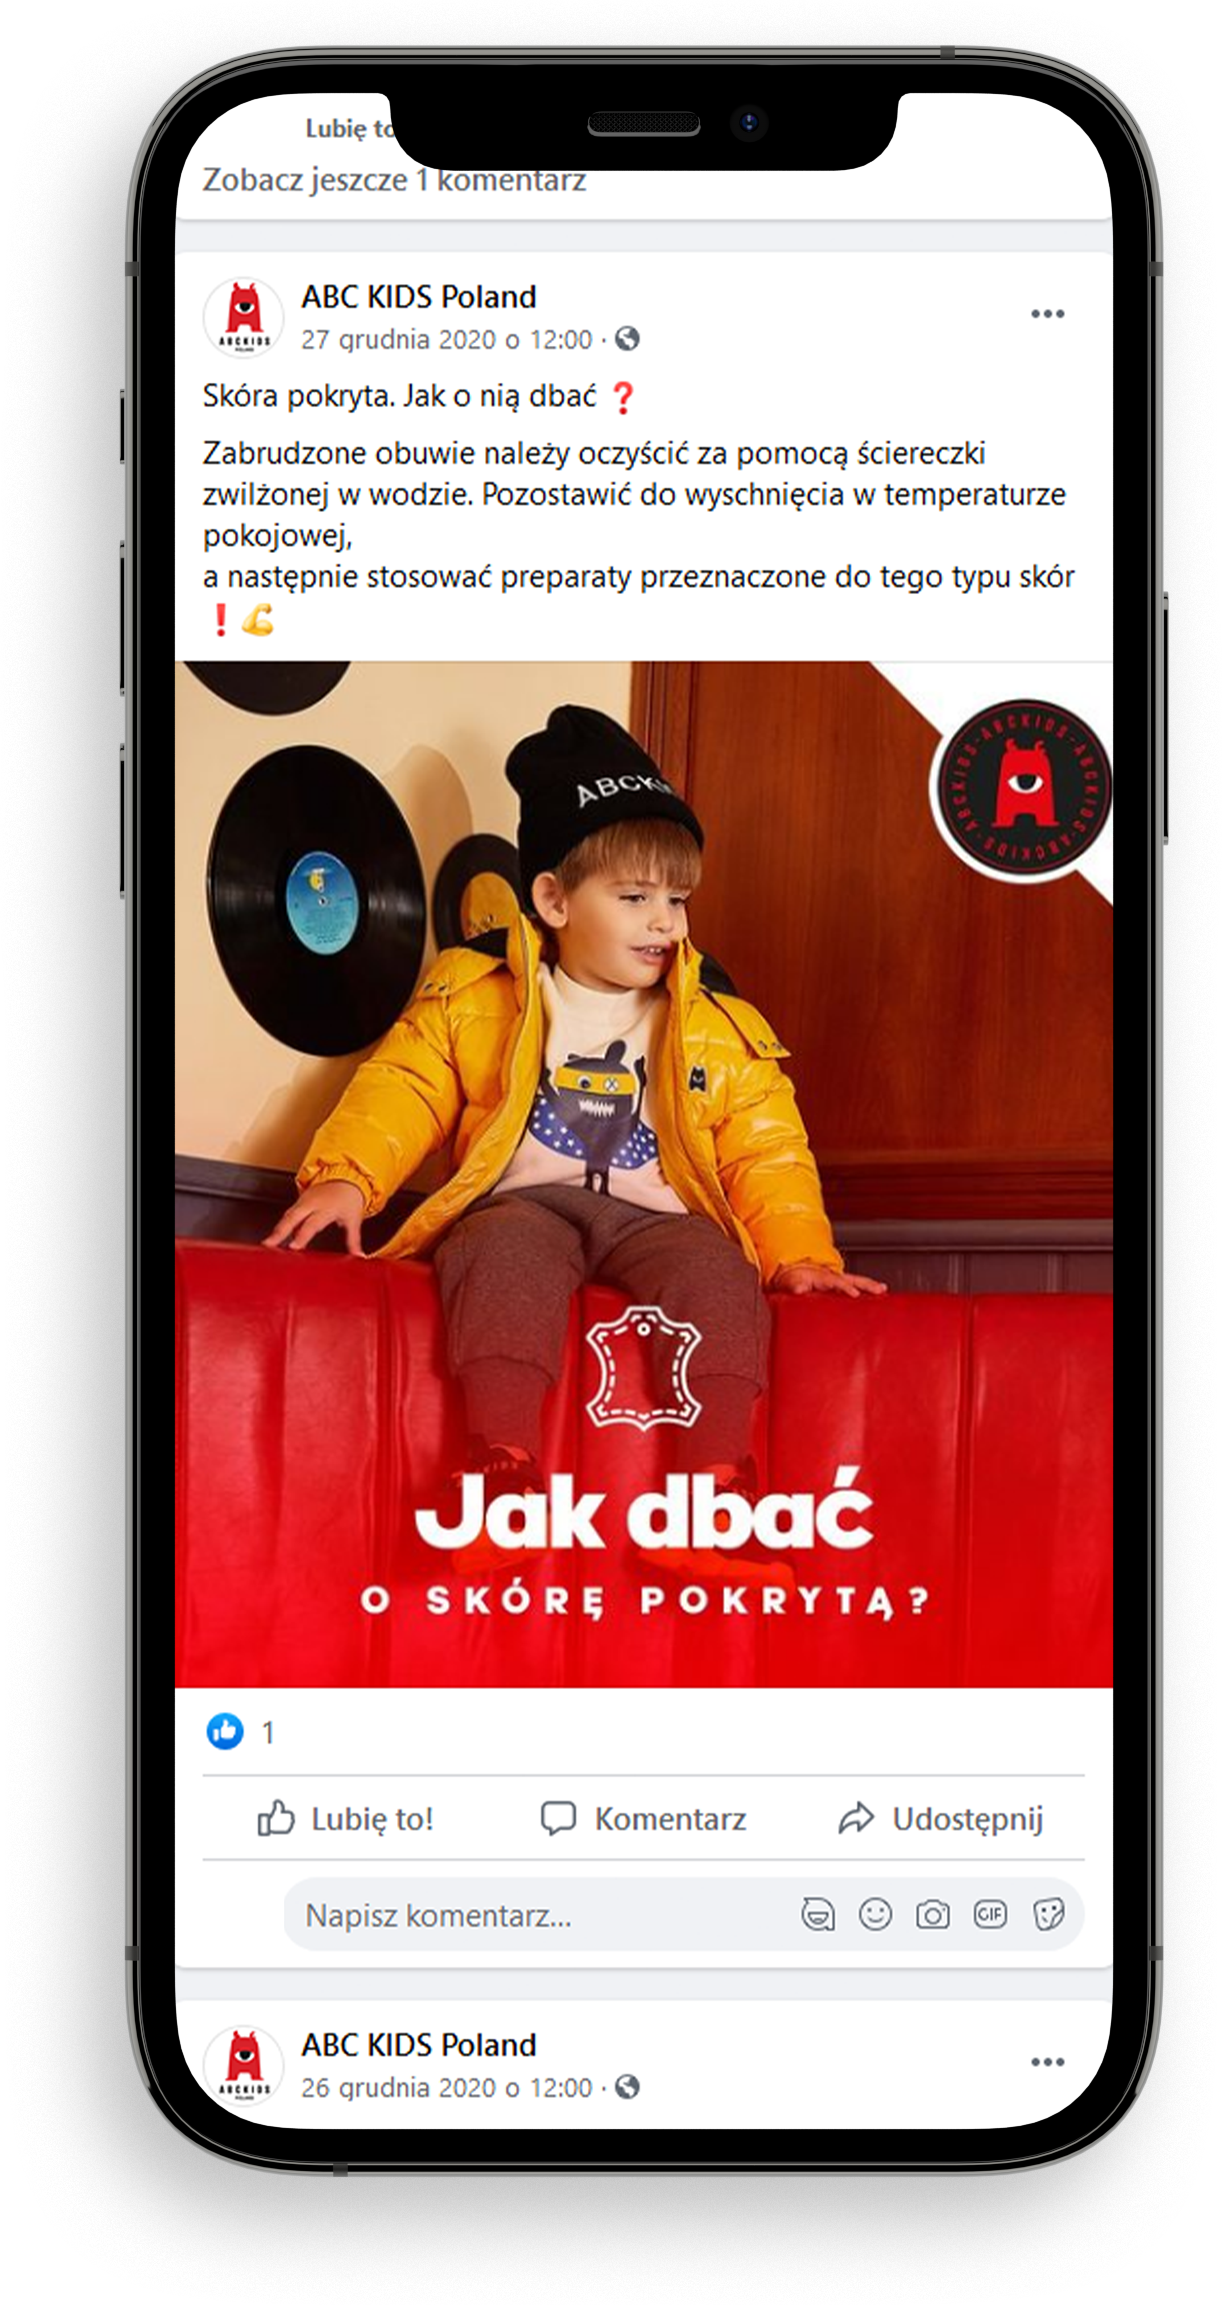 Lubię to
Zobacz jeszcze 1 komentarz
ABC KIDS Poland
27 grudnia 2020 o 12:00 ·
Skóra pokryta. Jak o nią dbać ❓
Zabrudzone obuwie należy oczyścić za pomocą ściereczki
zwilżonej w wodzie. Pozostawić do wyschnięcia w temperaturze
pokojowej,
a następnie stosować preparaty przeznaczone do tego typu skór
❗💪
ABCKIDS-ABCKIDS-ABCKIDS-ABCKIDS-
ABCKI
Jak dbać
O SKÓRĘ POKRYTĄ?
1
Lubię to!
Komentarz
Udostępnij
Napisz komentarz...
GIF
ABC KIDS Poland
26 grudnia 2020 o 12:00 ·
ABCKIDS